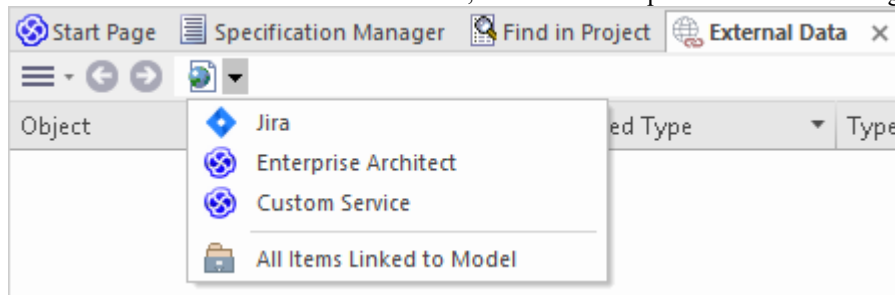 Start Page Specification Manager Find in Project External Data
Object ed Type Type
Jira
Enterprise Architect
Custom Service
All Items Linked to Model